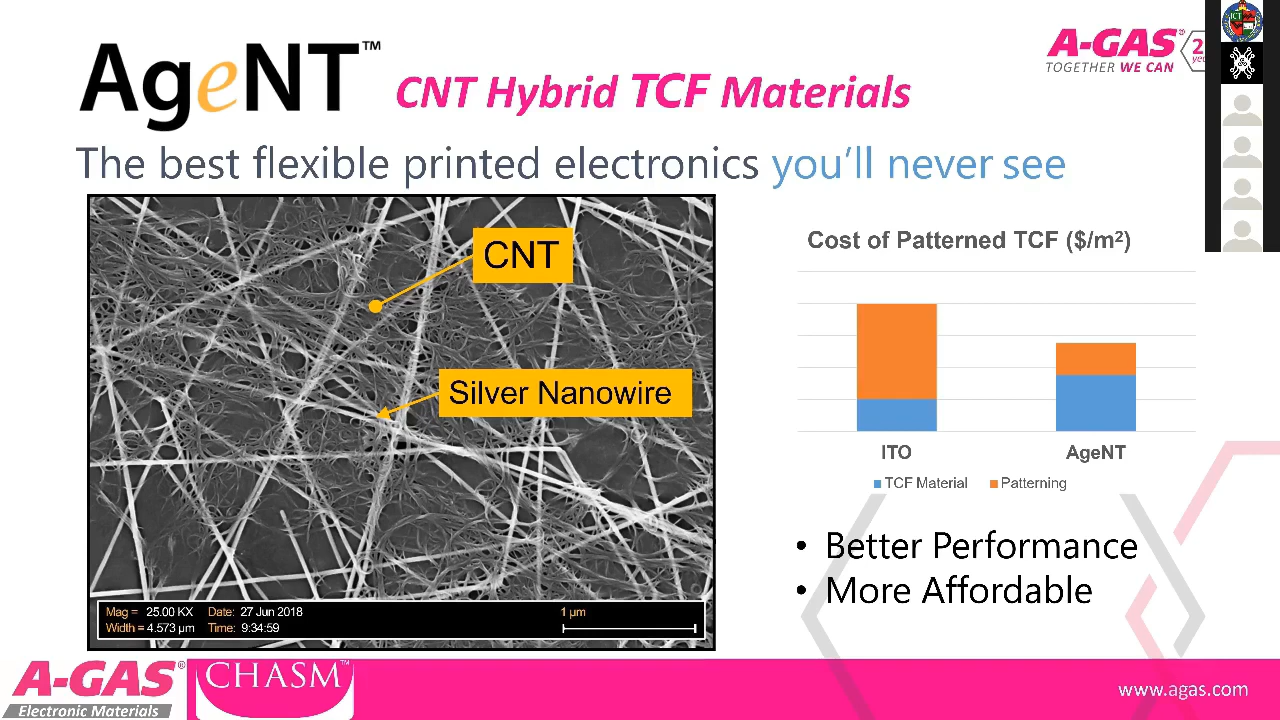 AgeNT™
CNT Hybrid TCF Materials
A-GAS®
TOGETHER WE CAN
The best flexible printed electronics you'll never see
CNT
Silver Nanowire
Mag = 25.00 KX Date: 27 Jun 2018
Width = 4.573 µm Time: 9:34:59
1 µm
Cost of Patterned TCF ($/m²)
ITO AgeNT
TCF Material Patterning
• Better Performance
• More Affordable
A-GAS®
Electronic Materials
CHASM™
www.agas.com